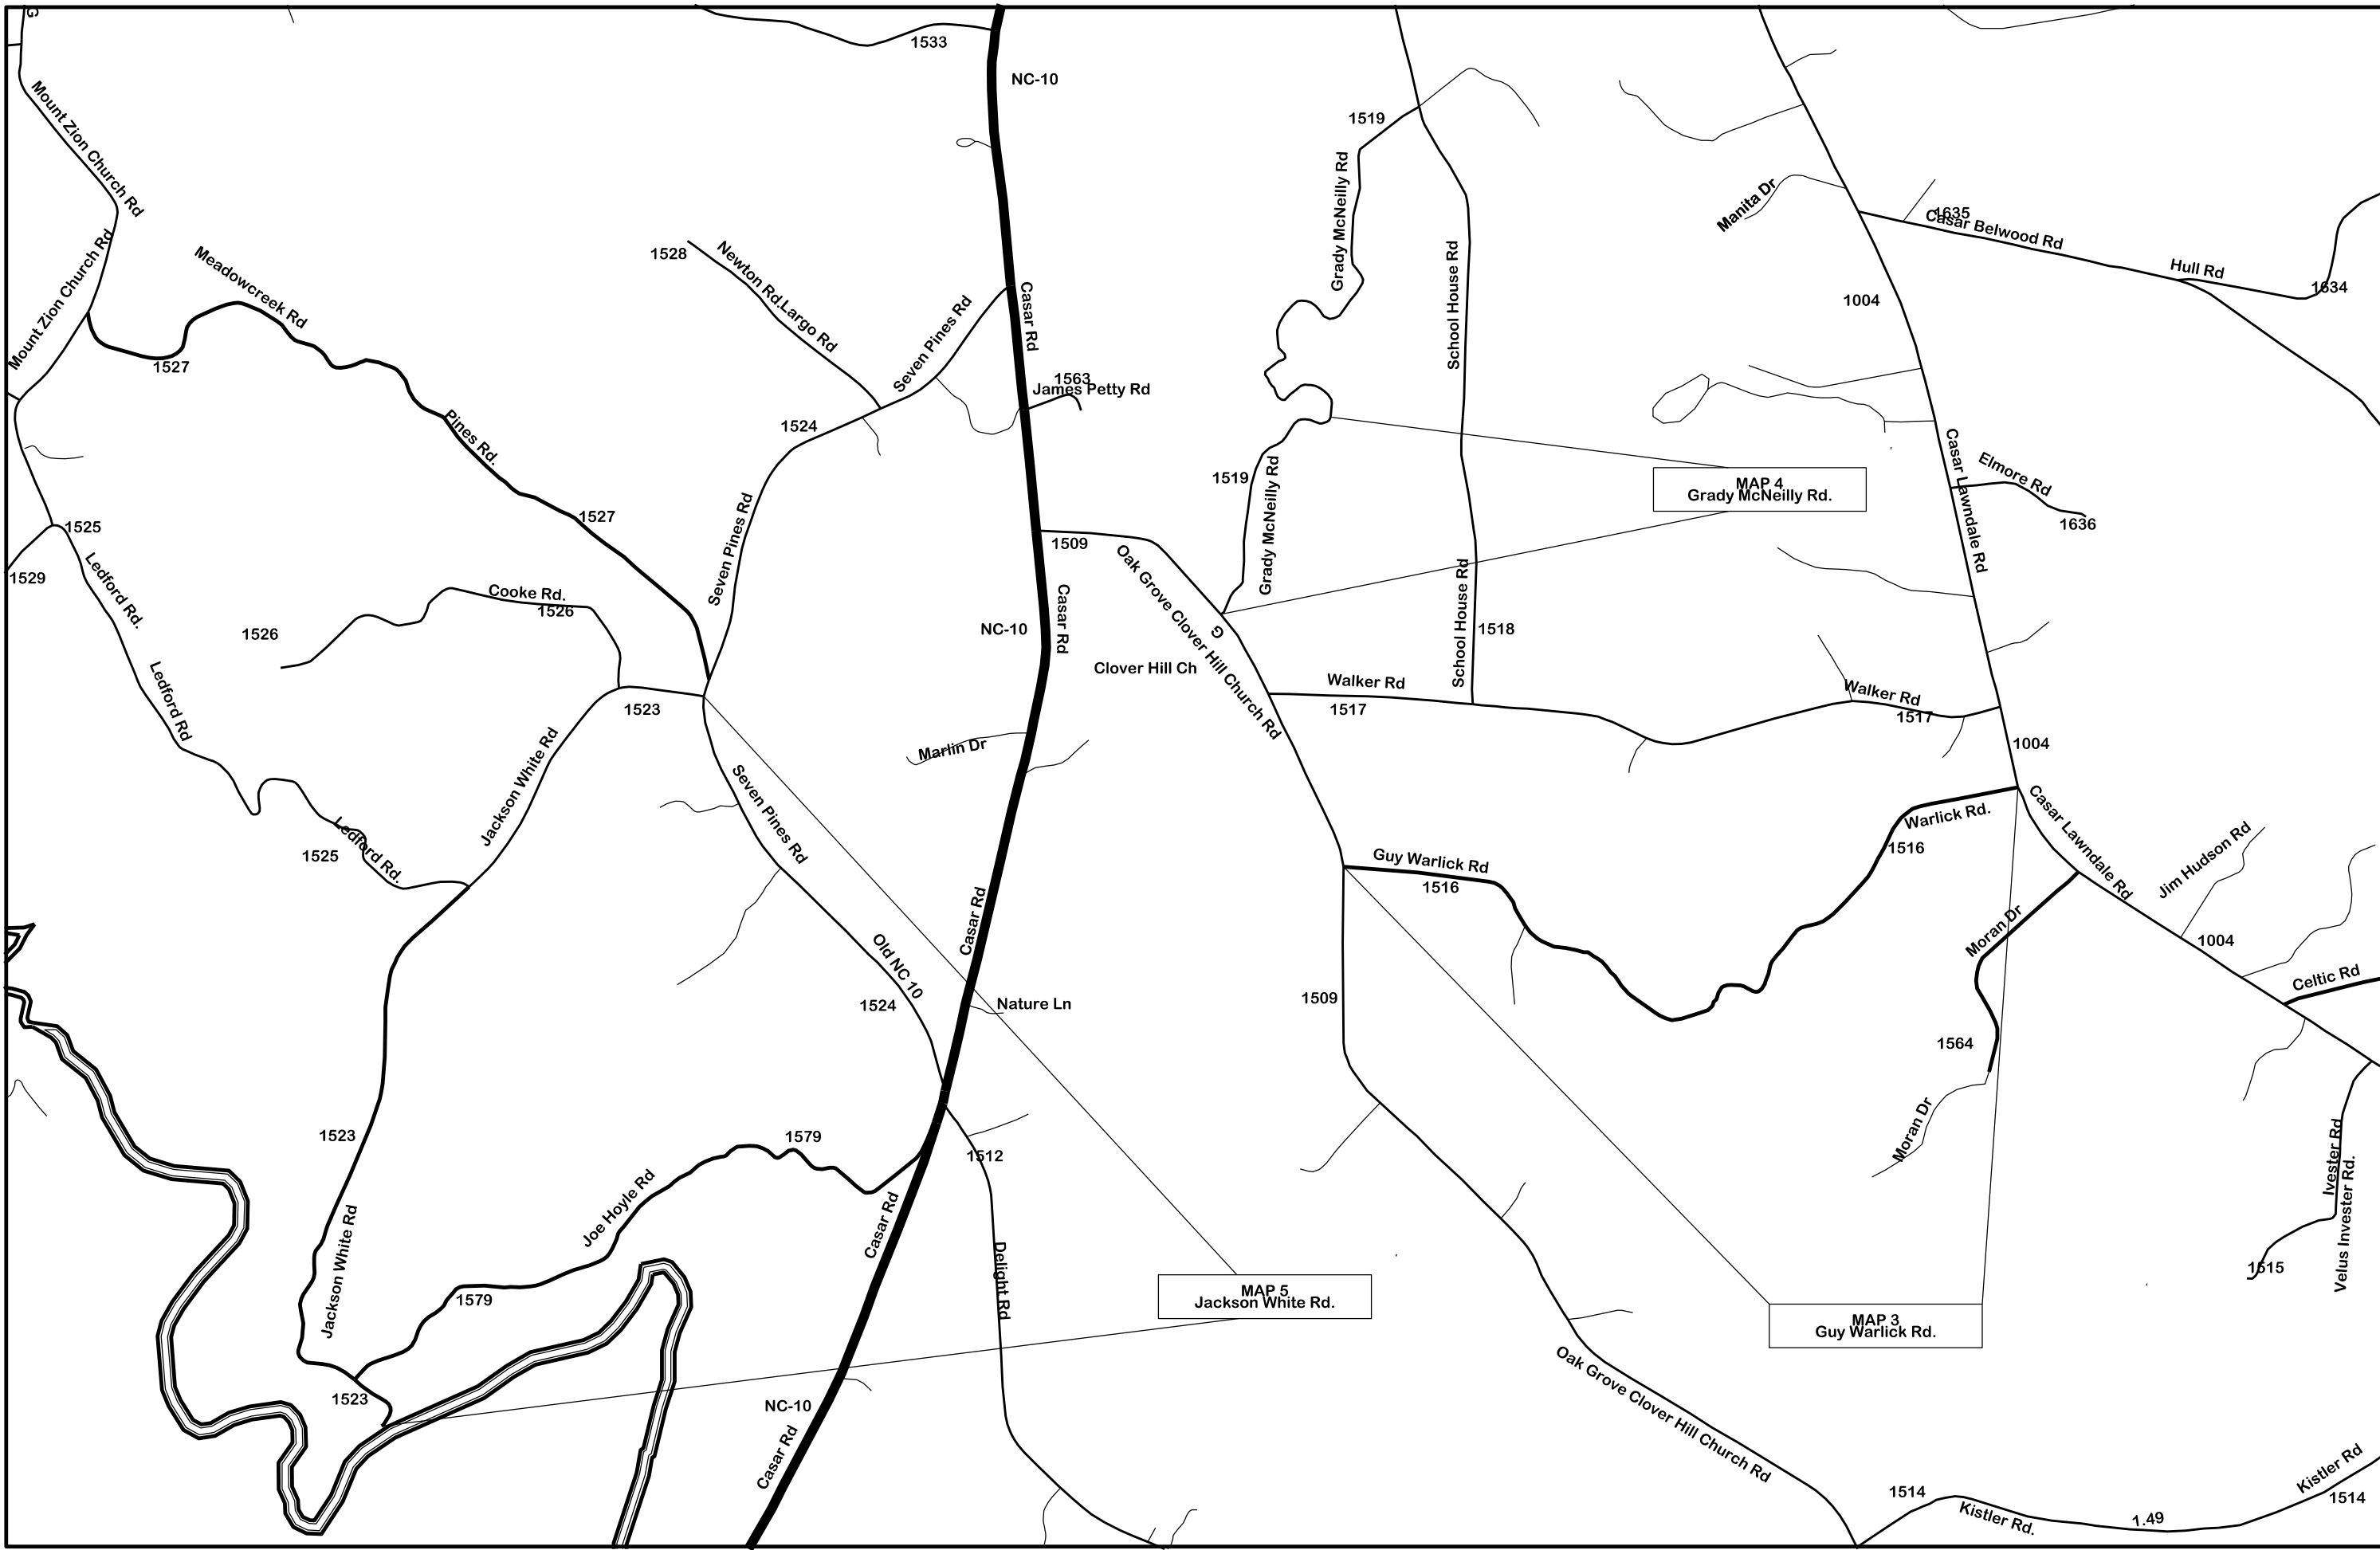 G
1533
NC-10
Mount Zion Church Rd
1519
Grady McNeilly Rd
Manita Dr
1635
Casar Belwood Rd
Mount Zion Church Rd
Meadowcreek Rd
1528
Newton Rd.Largo Rd
Hull Rd
1634
School House Rd
1004
Casar Rd
Seven Pines Rd
1527
1563
James Petty Rd
Pines Rd.
1524
Casar Lawndale Rd
Elmore Rd
1519
Grady McNeilly Rd
MAP 4
Grady McNeilly Rd.
1527
1525
1636
1509
Oak Grove Clover Hill Church Rd
Seven Pines Rd
1529
Ledford Rd.
Cooke Rd.
1526
1526
Casar Rd
NC-10
G
School House Rd
1518
Clover Hill Ch
Ledford Rd
Walker Rd
1517
Walker Rd
1517
1523
Marlin Dr
1004
Jackson White Rd
Seven Pines Rd
Casar Lawndale Rd
Warlick Rd.
1516
Ledford Rd.
1525
Guy Warlick Rd
1516
Jim Hudson Rd
Casar Rd
Old NC 10
1524
Moran Dr
1004
Celtic Rd
Nature Ln
1509
1564
Moran Dr
1523
1579
1512
Ivester Rd
Velus Invester Rd.
Joe Hoyle Rd
Casar Rd
Jackson White Rd
Delight Rd
1515
1579
MAP 5
Jackson White Rd.
MAP 3
Guy Warlick Rd.
1523
NC-10
Casar Rd
Oak Grove Clover Hill Church Rd
Kistler Rd
1514
1514
Kistler Rd.
1.49